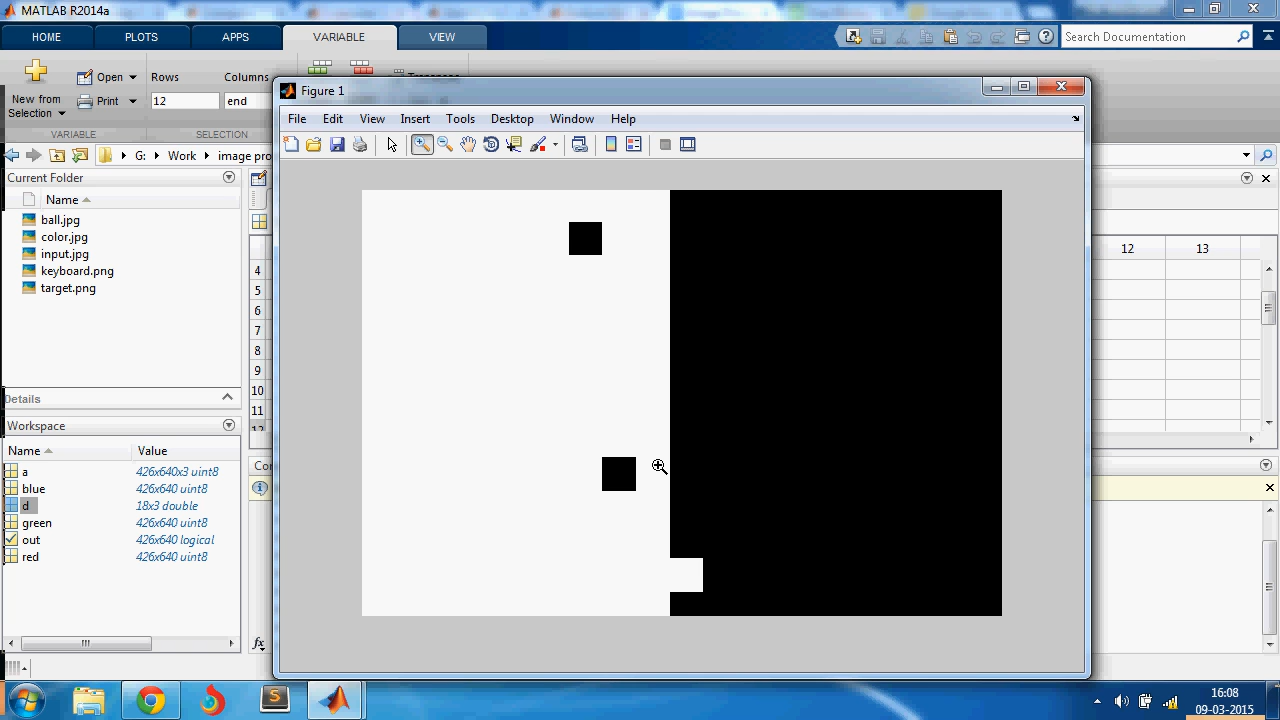 MATLAB R2014a
HOME PLOTS APPS VARIABLE VIEW
Search Documentation
New from
Selection
Open
Print
Rows Columns
12 end
VARIABLE SELECTION
G: Work image pro
Current Folder
Name
ball.jpg
color.jpg
input.jpg
keyboard.png
target.png
Details
Workspace
Name Value
a 426x640x3 uint8
blue 426x640 uint8
d 18x3 double
green 426x640 uint8
out 426x640 logical
red 426x640 uint8
Figure 1
File Edit View Insert Tools Desktop Window Help
12 13
4
5
6
7
8
9
10
11
12
fx
16:08
09-03-2015